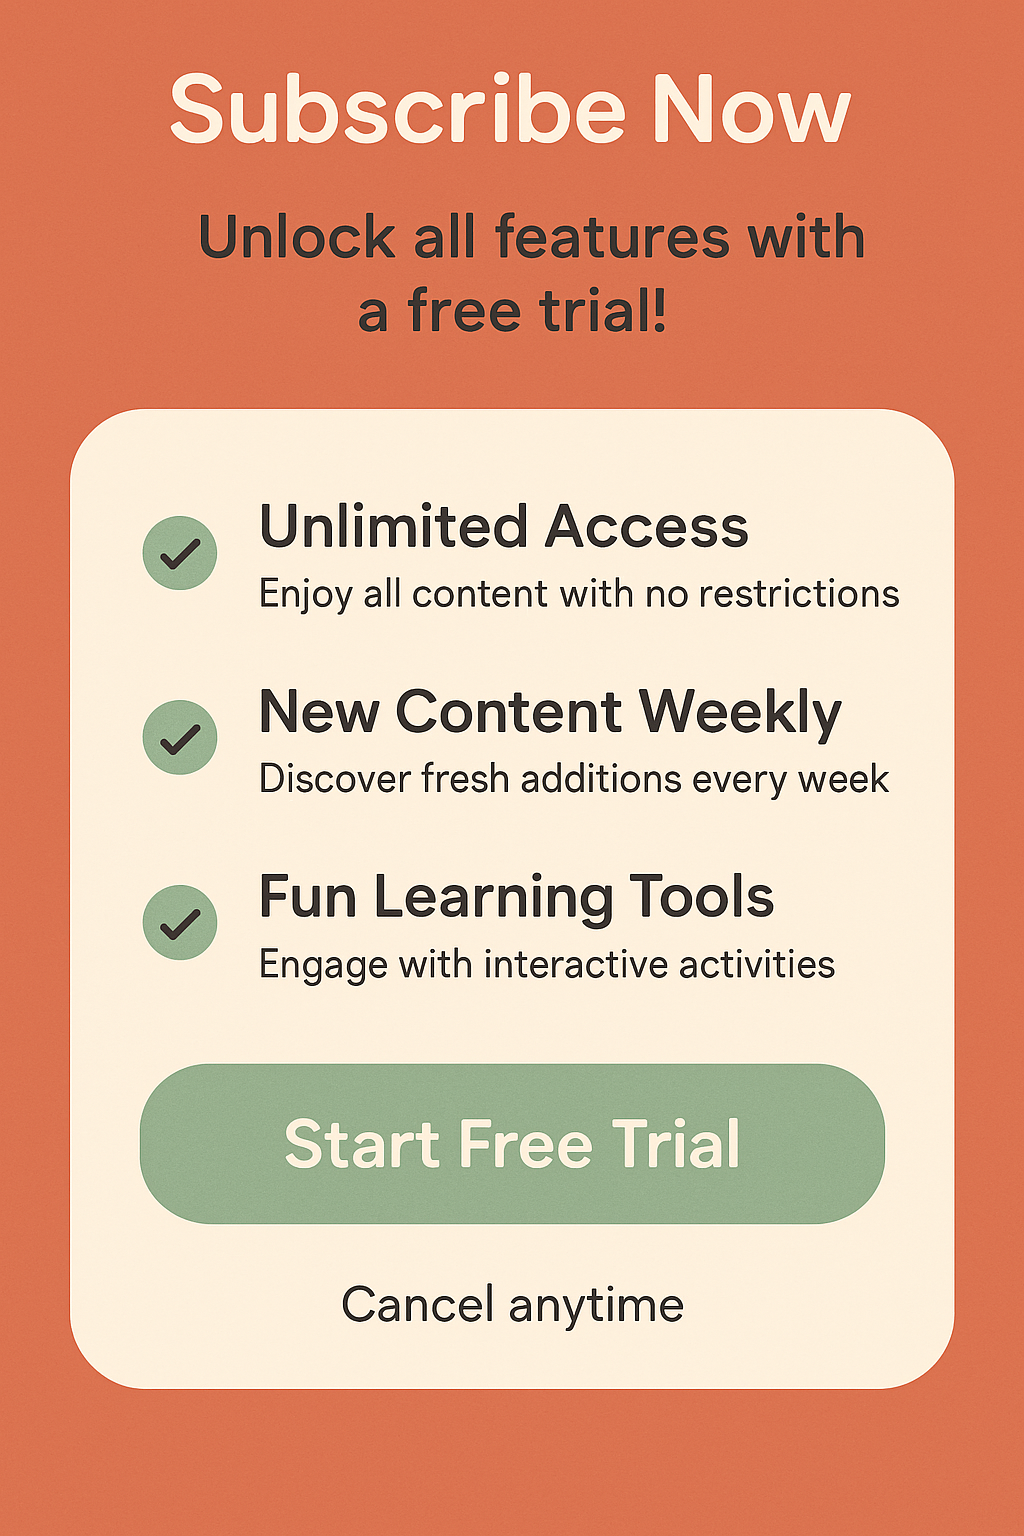 Subscribe Now
Unlock all features with
a free trial!
Unlimited Access
Enjoy all content with no restrictions
New Content Weekly
Discover fresh additions every week
Fun Learning Tools
Engage with interactive activities
Start Free Trial
Cancel anytime